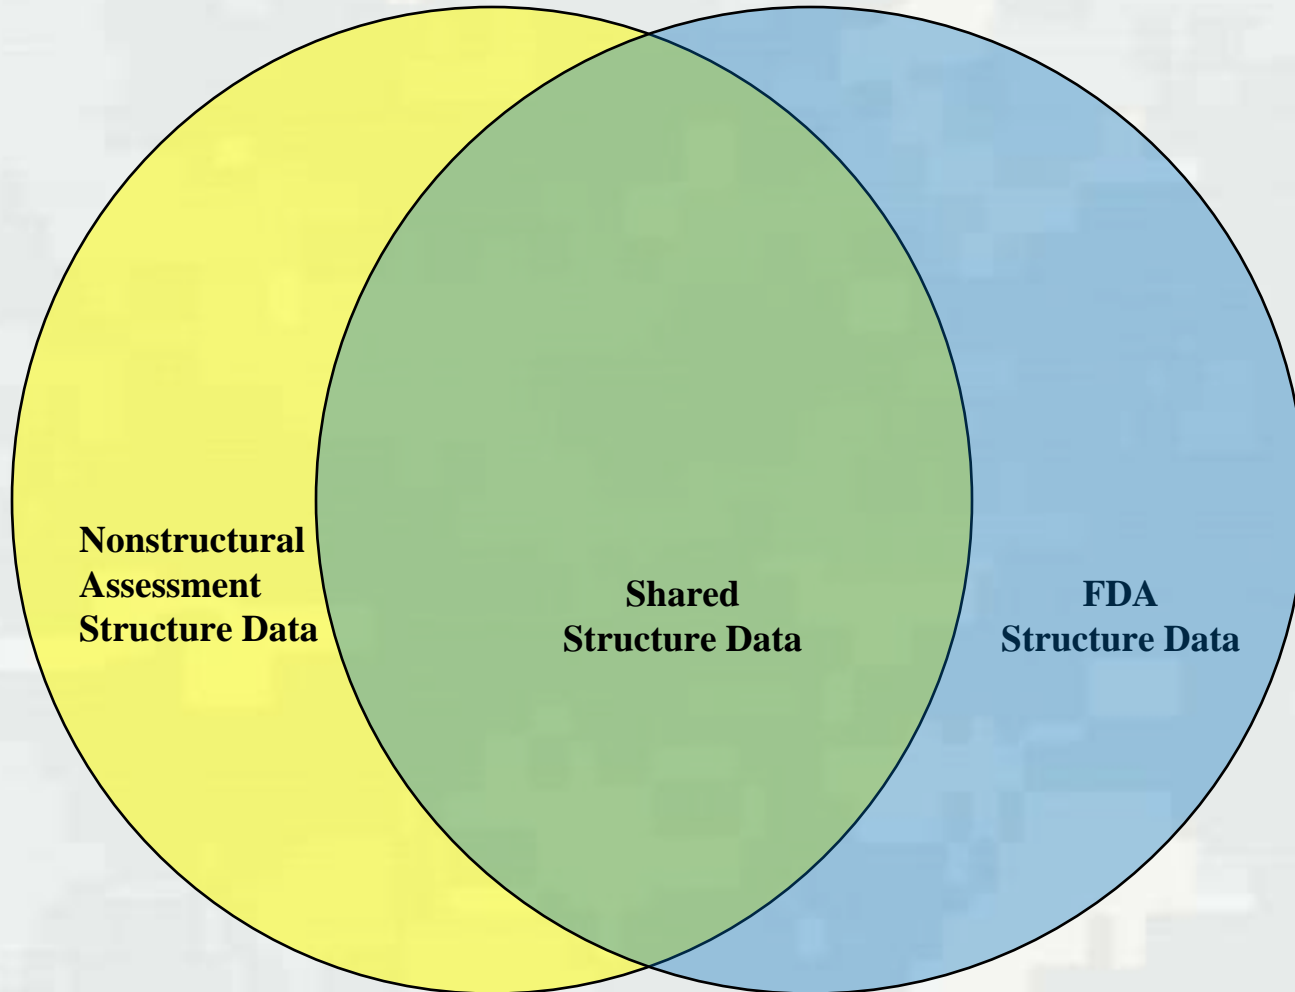 Nonstructural
Assessment
Structure Data
Shared
Structure Data
FDA
Structure Data